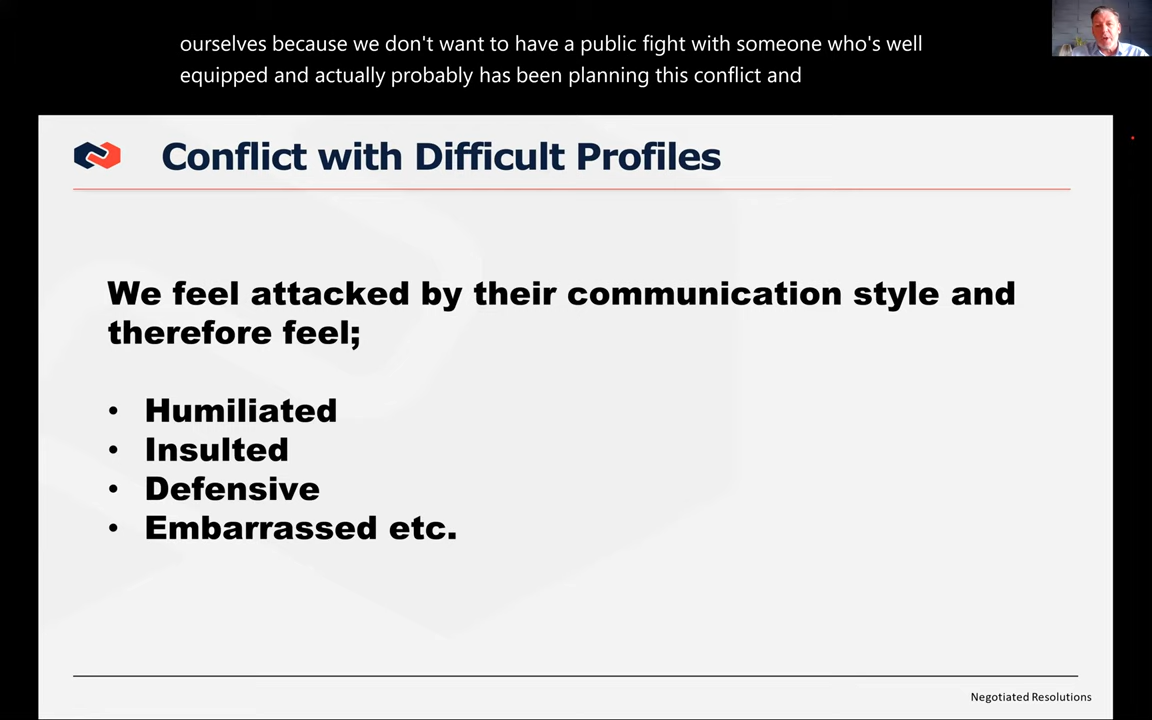 ourselves because we don't want to have a public fight with someone who's well
equipped and actually probably has been planning this conflict and
Conflict with Difficult Profiles
We feel attacked by their communication style and
therefore feel;
• Humiliated
• Insulted
• Defensive
• Embarrassed etc.
Negotiated Resolutions